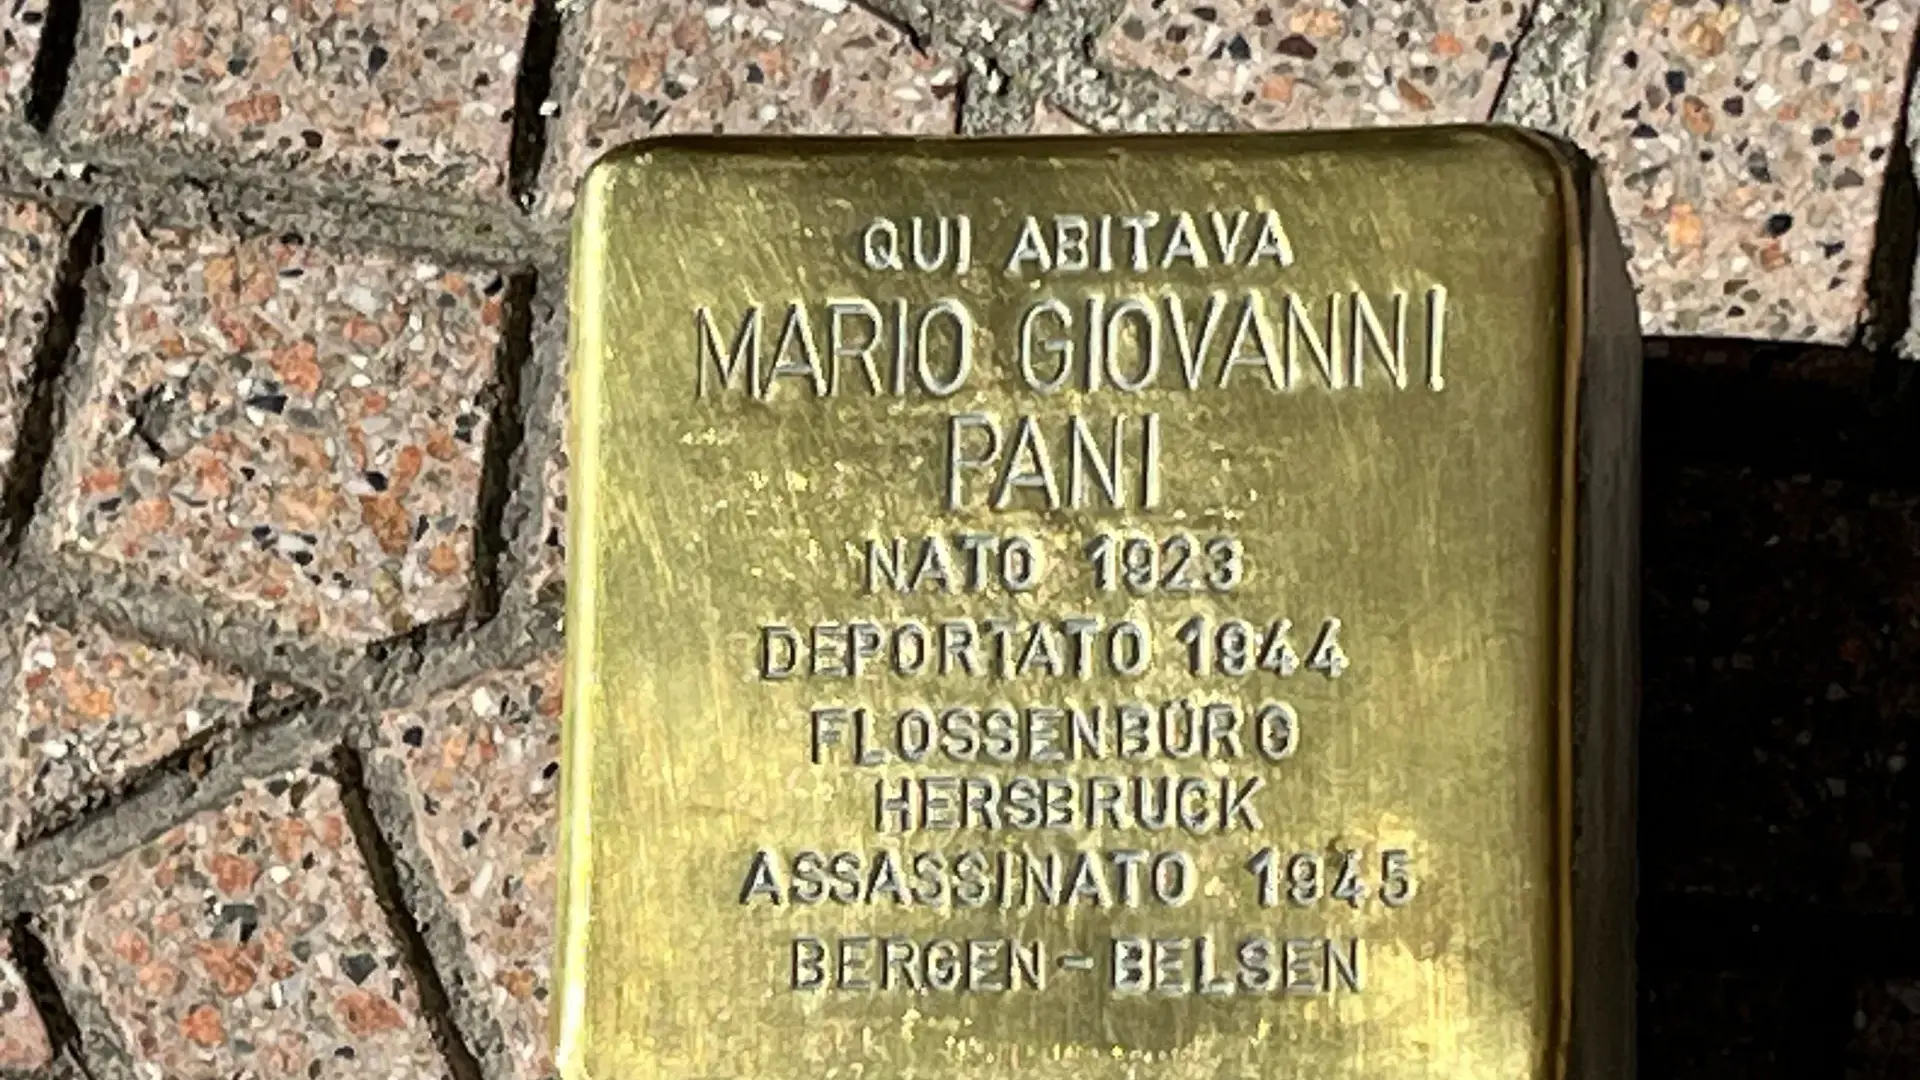 QUI ABITAVA
MARIO GIOVANNI
PANI
NATO 1923
DEPORTATO 1944
FLOSSENBÜRG
HERSBRUCK
ASSASSINATO 1945
BERGEN-BELSEN